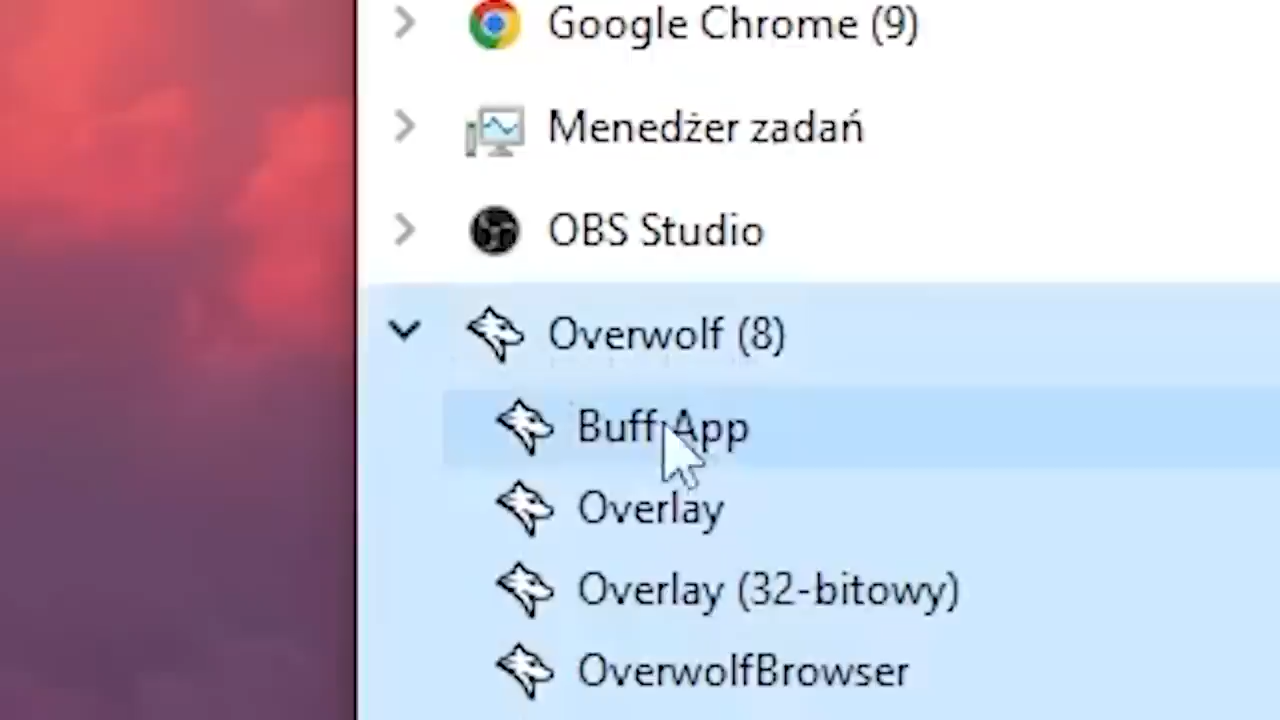 Google Chrome (9)
Menedżer zadań
OBS Studio
Overwolf (8)
Buff App
Overlay
Overlay (32-bitowy)
OverwolfBrowser